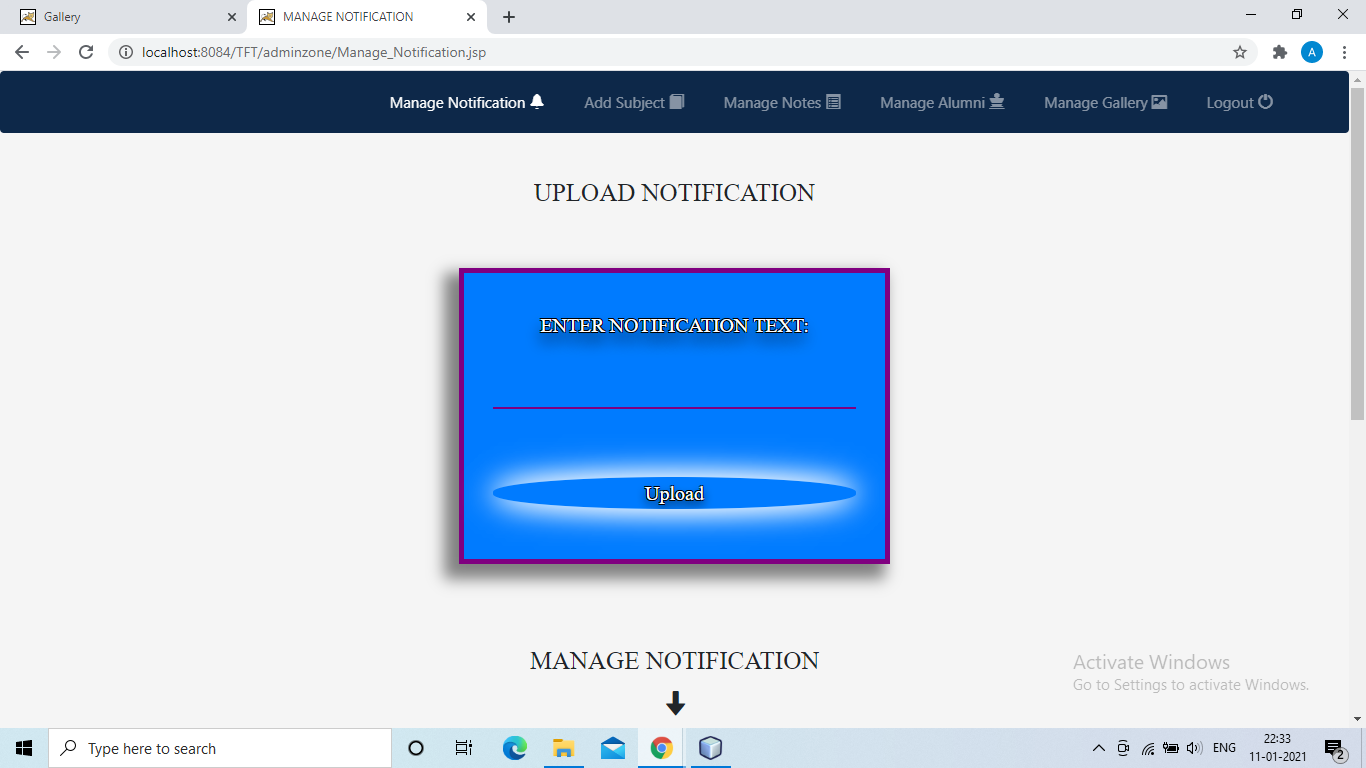 Gallery
MANAGE NOTIFICATION
localhost:8084/TFT/adminzone/Manage_Notification.jsp
A
Manage Notification
Add Subject
Manage Notes
Manage Alumni
Manage Gallery
Logout
UPLOAD NOTIFICATION
ENTER NOTIFICATION TEXT:
Upload
MANAGE NOTIFICATION
Activate Windows
Go to Settings to activate Windows.
Type here to search
ENG
22:33
11-01-2021
2